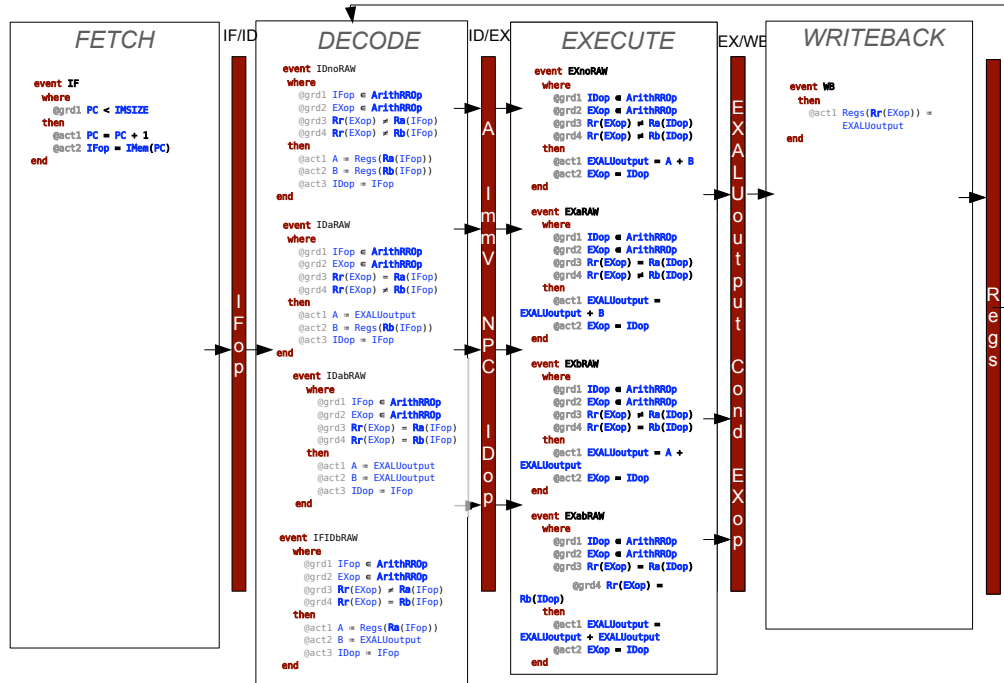 FETCH
event IF
where
@grd1 PC < IMSIZE
then
@act1 PC = PC + 1
@act2 IFop = IMem(PC)
end
IF/ID
IFop
DECODE
event IDnoRAW
where
@grd1 IFop ∈ ArithRROp
@grd2 EXop ∈ ArithRROp
@grd3 Rr(EXop) ≠ Ra(IFop)
@grd4 Rr(EXop) ≠ Rb(IFop)
then
@act1 A = Regs(Ra(IFop))
@act2 B = Regs(Rb(IFop))
@act3 IDop = IFop
end
event IDaRAW
where
@grd1 IFop ∈ ArithRROp
@grd2 EXop ∈ ArithRROp
@grd3 Rr(EXop) = Ra(IFop)
@grd4 Rr(EXop) ≠ Rb(IFop)
then
@act1 A = EXALUoutput
@act2 B = Regs(Rb(IFop))
@act3 IDop = IFop
end
event IDabRAW
where
@grd1 IFop ∈ ArithRROp
@grd2 EXop ∈ ArithRROp
@grd3 Rr(EXop) = Ra(IFop)
@grd4 Rr(EXop) = Rb(IFop)
then
@act1 A = EXALUoutput
@act2 B = EXALUoutput
@act3 IDop = IFop
end
event IFIDbRAW
where
@grd1 IFop ∈ ArithRROp
@grd2 EXop ∈ ArithRROp
@grd3 Rr(EXop) ≠ Ra(IFop)
@grd4 Rr(EXop) = Rb(IFop)
then
@act1 A = Regs(Ra(IFop))
@act2 B = EXALUoutput
@act3 IDop = IFop
end
ID/EX
A ImmV NPC IDop
EXECUTE
event EXnoRAW
where
@grd1 IDop ∈ ArithRROp
@grd2 EXop ∈ ArithRROp
@grd3 Rr(EXop) ≠ Ra(IDop)
@grd4 Rr(EXop) ≠ Rb(IDop)
then
@act1 EXALUoutput = A + B
@act2 EXop = IDop
end
event EXaRAW
where
@grd1 IDop ∈ ArithRROp
@grd2 EXop ∈ ArithRROp
@grd3 Rr(EXop) = Ra(IDop)
@grd4 Rr(EXop) ≠ Rb(IDop)
then
@act1 EXALUoutput =
EXALUoutput + B
@act2 EXop = IDop
end
event EXbRAW
where
@grd1 IDop ∈ ArithRROp
@grd2 EXop ∈ ArithRROp
@grd3 Rr(EXop) ≠ Ra(IDop)
@grd4 Rr(EXop) = Rb(IDop)
then
@act1 EXALUoutput = A +
EXALUoutput
@act2 EXop = IDop
end
event EXabRAW
where
@grd1 IDop ∈ ArithRROp
@grd2 EXop ∈ ArithRROp
@grd3 Rr(EXop) = Ra(IDop)
@grd4 Rr(EXop) =
Rb(IDop)
then
@act1 EXALUoutput =
EXALUoutput + EXALUoutput
@act2 EXop = IDop
end
EX/WB
EXALUoutput Cond EXop
WRITEBACK
event WB
then
@act1 Regs(Rr(EXop)) =
EXALUoutput
end
Regs